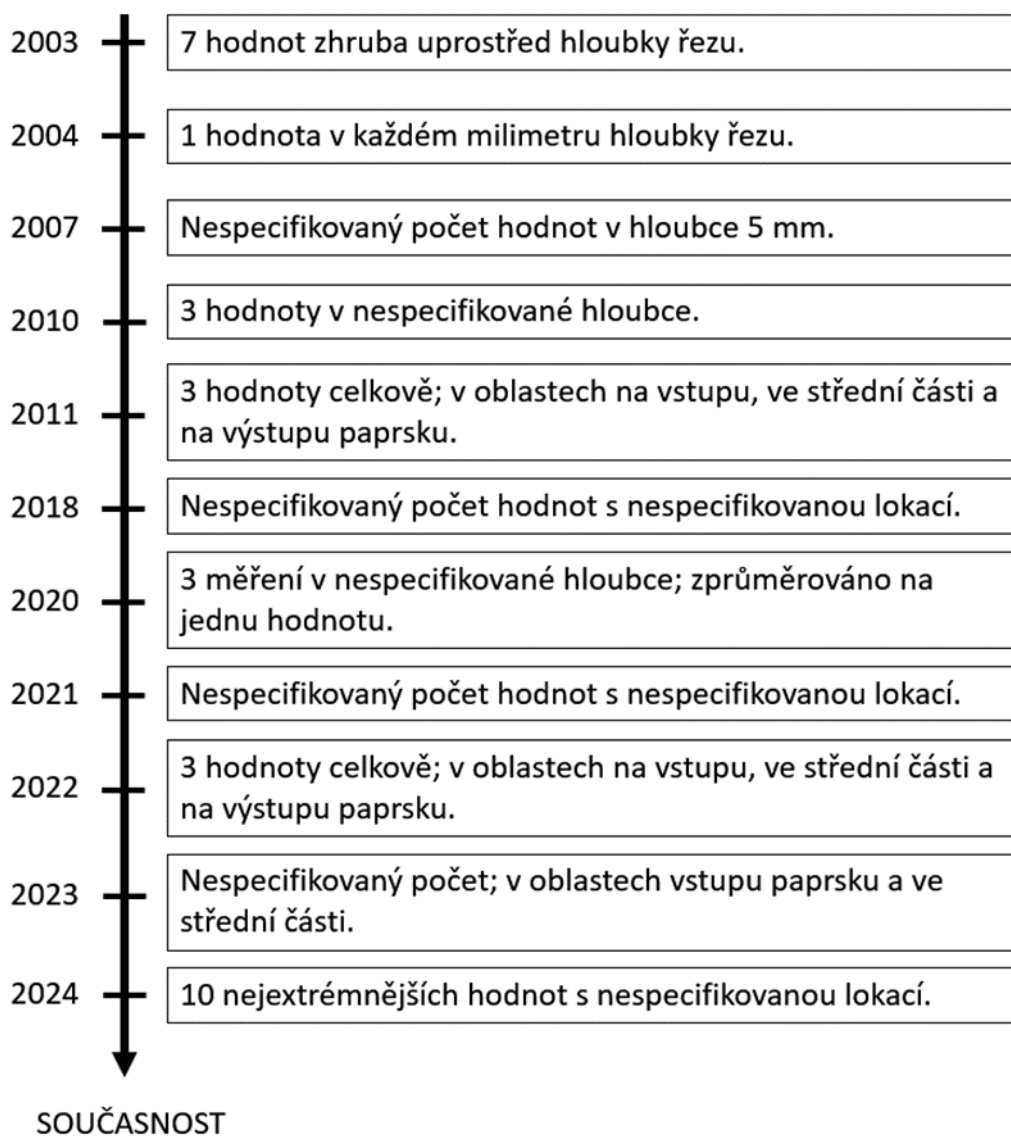 2003 7 hodnot zhruba uprostřed hloubky řezu.
2004 1 hodnota v každém milimetru hloubky řezu.
2007 Nespecifikovaný počet hodnot v hloubce 5 mm.
2010 3 hodnoty v nespecifikované hloubce.
2011 3 hodnoty celkově; v oblastech na vstupu, ve střední části a
na výstupu paprsku.
2018 Nespecifikovaný počet hodnot s nespecifikovanou lokací.
2020 3 měření v nespecifikované hloubce; zprůměrováno na
jednu hodnotu.
2021 Nespecifikovaný počet hodnot s nespecifikovanou lokací.
2022 3 hodnoty celkově; v oblastech na vstupu, ve střední části a
na výstupu paprsku.
2023 Nespecifikovaný počet; v oblastech vstupu paprsku a ve
střední části.
2024 10 nejextrémnějších hodnot s nespecifikovanou lokací.
SOUČASNOST